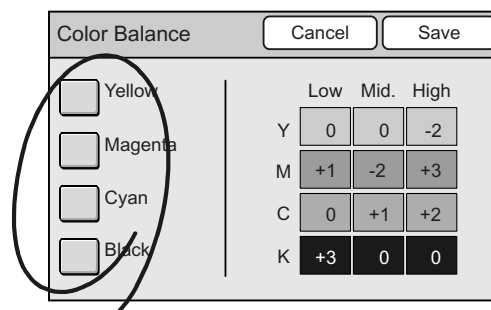 Color Balance Cancel Save
Low Mid. High
Yellow
Y 0 0 -2
Magenta
M +1 -2 +3
Cyan
C 0 +1 +2
Black
K +3 0 0